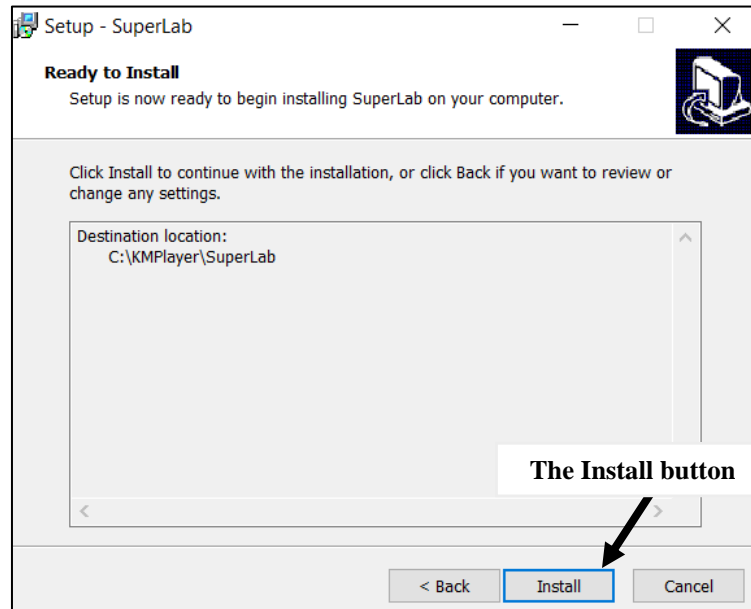 Setup - SuperLab
Ready to Install
Setup is now ready to begin installing SuperLab on your computer.
Click Install to continue with the installation, or click Back if you want to review or
change any settings.
Destination location:
C:\KMPlayer\SuperLab
The Install button
< Back
Install
Cancel